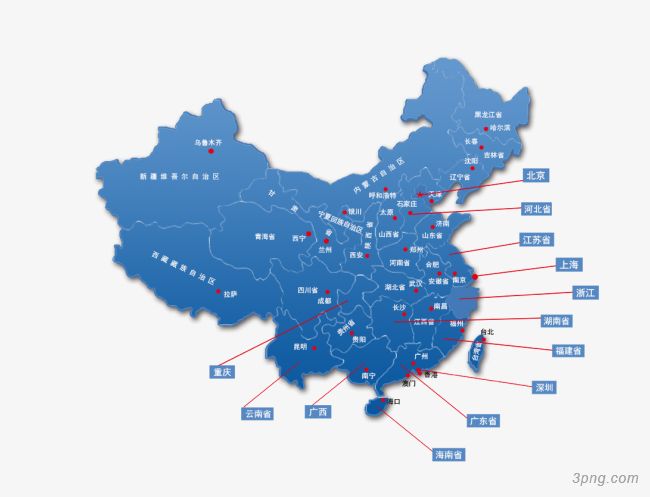 黑龙江省
哈尔滨
乌鲁木齐
长春
吉林省
沈阳
新疆维吾尔自治区
辽宁省
北京
内蒙古自治区
呼和浩特
天津
石家庄
甘肃省
银川
太原
河北省
宁夏回族自治区
济南
青海省
西宁
山西省
山东省
江苏省
兰州
郑州
陕西省
西安
河南省
合肥
上海
西藏藏族自治区
安徽省
南京
拉萨
四川省
湖北省
武汉
浙江
成都
长沙
南昌
湖南省
贵州省
江西省
福州
台北
昆明
贵阳
台湾省
福建省
广州
重庆
南宁
香港
澳门
深圳
海口
云南省
广西
广东省
海南省
3png.com